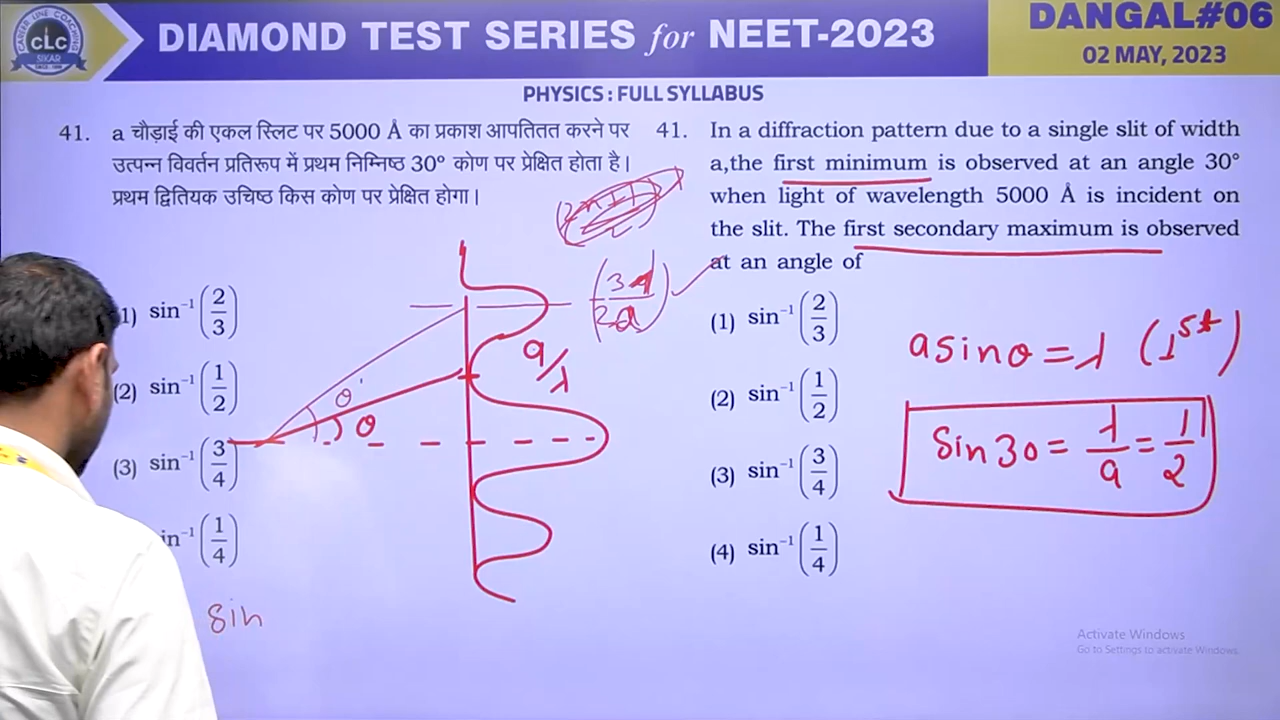 CAREER LINE COACHING
CLC
SIKAR
DIAMOND TEST SERIES for NEET-2023
DANGAL#06
02 MAY, 2023
PHYSICS : FULL SYLLABUS
41. a चौड़ाई की एकल स्लिट पर 5000 Å का प्रकाश आपतितत करने पर
उत्पन्न विवर्तन प्रतिरूप में प्रथम निम्निष्ठ 30° कोण पर प्रेक्षित होता है।
प्रथम द्वितियक उचिष्ठ किस कोण पर प्रेक्षित होगा।
1) sin⁻¹(2/3)
(2) sin⁻¹(1/2)
(3) sin⁻¹(3/4)
in⁻¹(1/4)
sin
θ'
θ
a/λ
41. In a diffraction pattern due to a single slit of width
a,the first minimum is observed at an angle 30°
when light of wavelength 5000 Å is incident on
the slit. The first secondary maximum is observed
at an angle of
(1) sin⁻¹(2/3)
(2) sin⁻¹(1/2)
(3) sin⁻¹(3/4)
(4) sin⁻¹(1/4)
a sin θ = λ (1st)
Sin 30 = λ/a = 1/2
Activate Windows
Go to Settings to activate Windows.